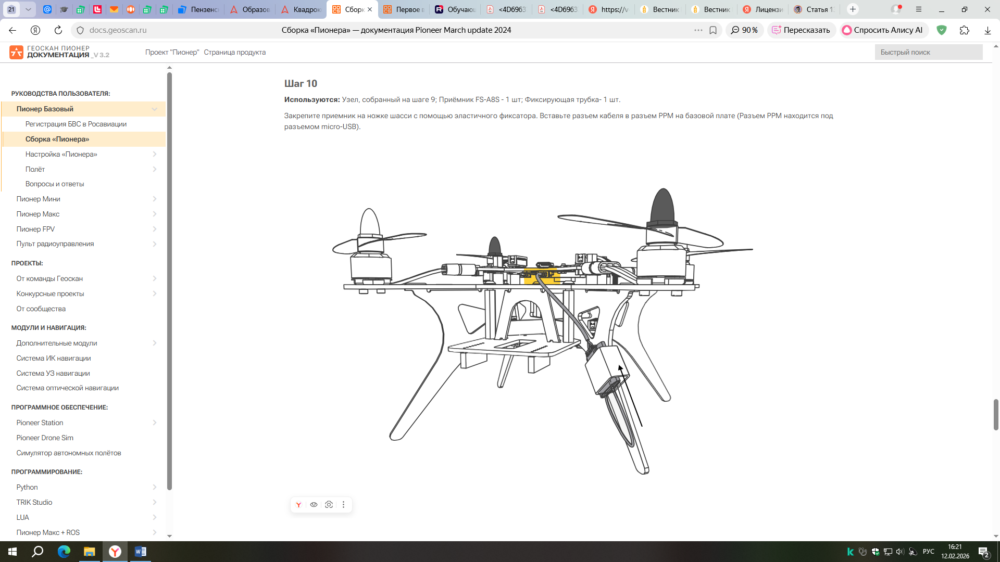 21
Пензенс
Образов
Квадрок
Сборк
Первое в
Обучаю
<4D6963
<4D6963
https://v
Вестник
Вестник
Лицензи
Статья 1
docs.geoscan.ru
Сборка «Пионера» — документация Pioneer March update 2024
90 %
Пересказать
Спросить Алису AI
ГЕОСКАН ПИОНЕР
ДОКУМЕНТАЦИЯ _V 3.2
Проект "Пионер" Страница продукта
Быстрый поиск
РУКОВОДСТВА ПОЛЬЗОВАТЕЛЯ:
Пионер Базовый
Регистрация БВС в Росавиации
Сборка «Пионера»
Настройка «Пионера»
Полёт
Вопросы и ответы
Пионер Мини
Пионер Макс
Пионер FPV
Пульт радиоуправления
ПРОЕКТЫ:
От команды Геоскан
Конкурсные проекты
От сообщества
МОДУЛИ И НАВИГАЦИЯ:
Дополнительные модули
Система ИК навигации
Система УЗ навигации
Система оптической навигации
ПРОГРАММНОЕ ОБЕСПЕЧЕНИЕ:
Pioneer Station
Pioneer Drone Sim
Симулятор автономных полётов
ПРОГРАММИРОВАНИЕ:
Python
TRIK Studio
LUA
Пионер Макс + ROS
Шаг 10
Используются: Узел, собранный на шаге 9; Приёмник FS-A8S - 1 шт; Фиксирующая трубка- 1 шт.
Закрепите приемник на ножке шасси с помощью эластичного фиксатора. Вставьте разъем кабеля в разъем PPM на базовой плате (Разъем PPM находится под
разъемом micro-USB).
РУС
16:21
12.02.2026
2